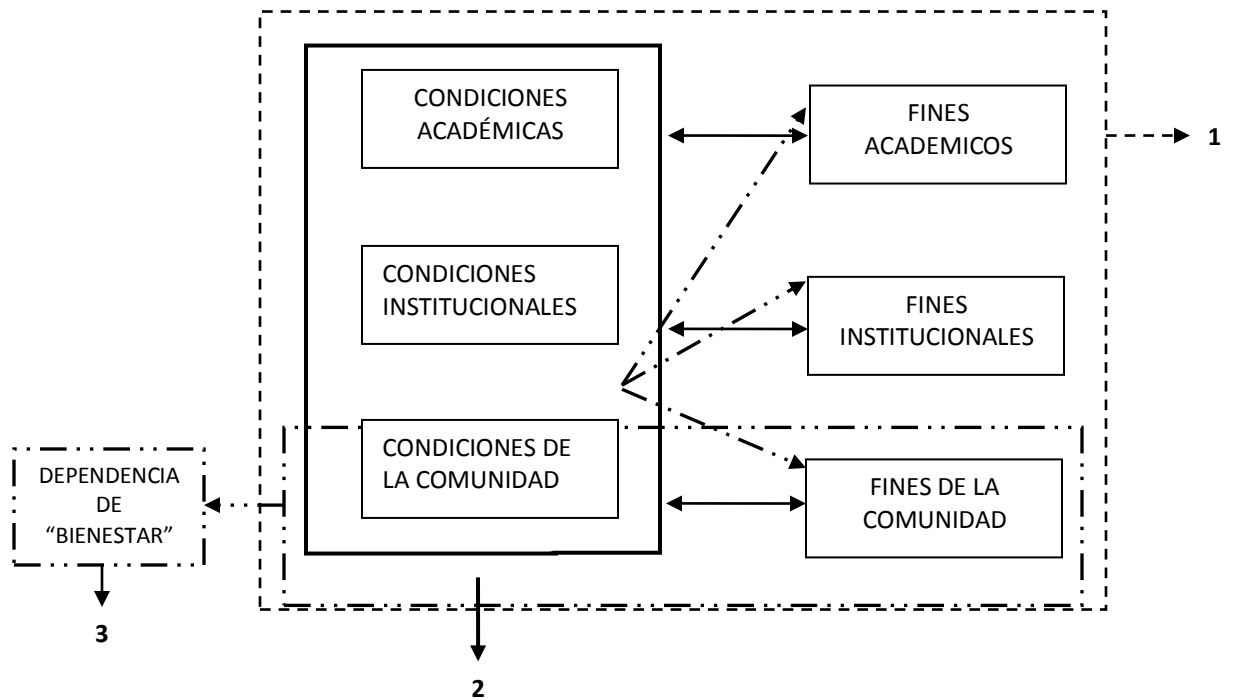 CONDICIONES
ACADÉMICAS
FINES
ACADEMICOS
1
CONDICIONES
INSTITUCIONALES
FINES
INSTITUCIONALES
CONDICIONES DE
LA COMUNIDAD
FINES DE LA
COMUNIDAD
DEPENDENCIA
DE
“BIENESTAR”
3
2